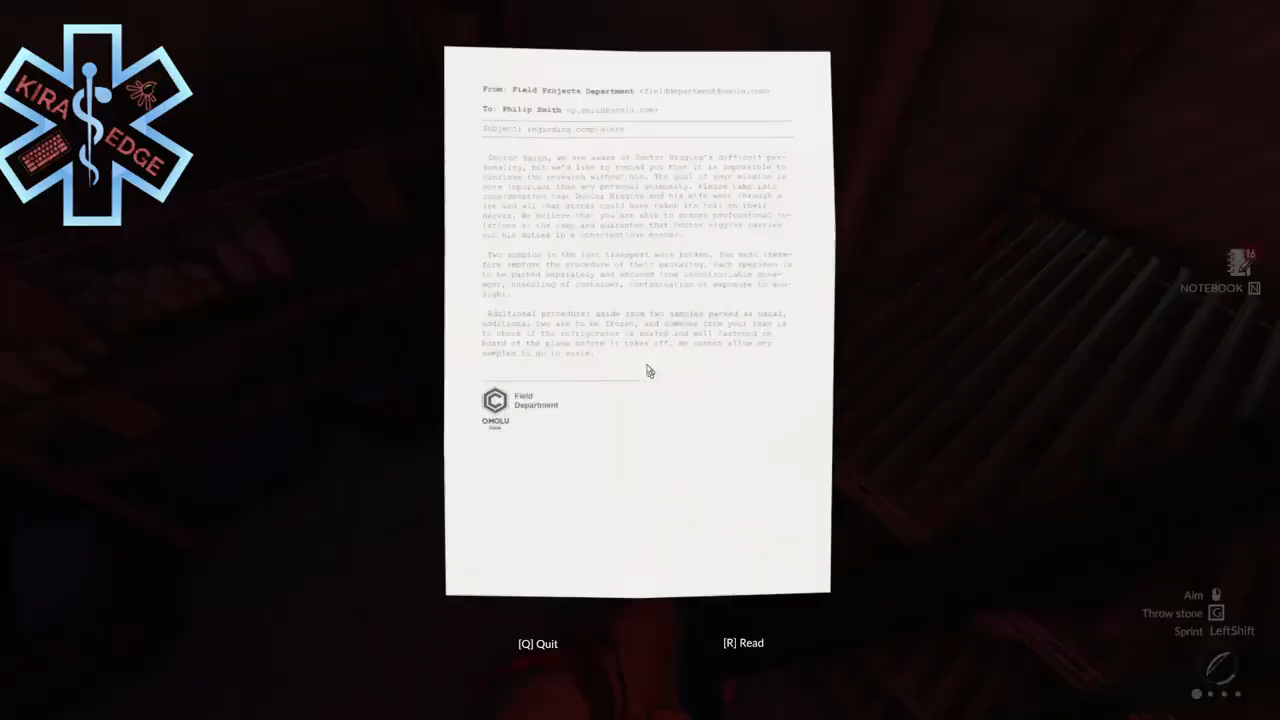 KIRA
EDGE
From: Field Projects Department <fielddepartment@omolu.com>
To: Philip Smith <p.smith@omolu.com>
Subject: regarding complaints
Doctor Smith, we are aware of Doctor Higgins's difficult per-
sonality, but we'd like to remind you that it is impossible to
continue the research without him. The goal of your mission is
more important than any personal animosity. Please take into
consideration that Doctor Higgins and his wife went through a
lot and all that stress could have taken its toll on their
nerves. We believe that you are able to ensure professional re-
lations at the camp and guarantee that Doctor Higgins carries
out his duties in a conscientious manner.
Two samples in the last transport were broken. You must there-
fore improve the procedure of their packaging. Each specimen is
to be packed separately and secured from uncontrollable move-
ment, unsealing of container, contamination or exposure to sun-
light.
Additional procedure: aside from two samples packed as usual,
additional two are to be frozen, and someone from your team is
to check if the refrigerator is sealed and well fastened on
board of the plane before it takes off. We cannot allow any
samples to go to waste.
Field
Department
OMOLU
[Q] Quit
[R] Read
16
NOTEBOOK N
Aim
Throw stone G
Sprint LeftShift